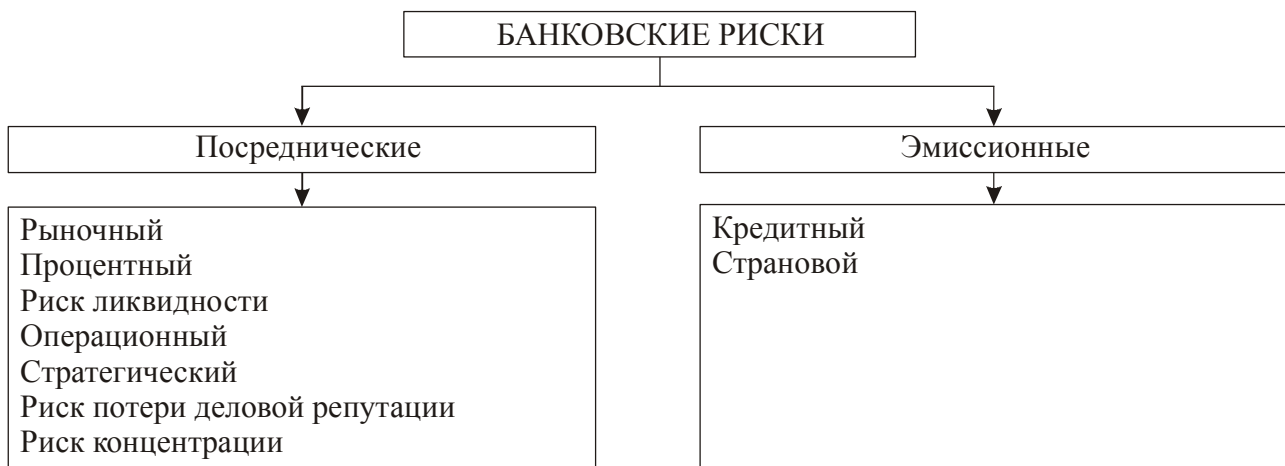 БАНКОВСКИЕ РИСКИ
Посреднические
Эмиссионные
Рыночный
Процентный
Риск ликвидности
Операционный
Стратегический
Риск потери деловой репутации
Риск концентрации
Кредитный
Страновой